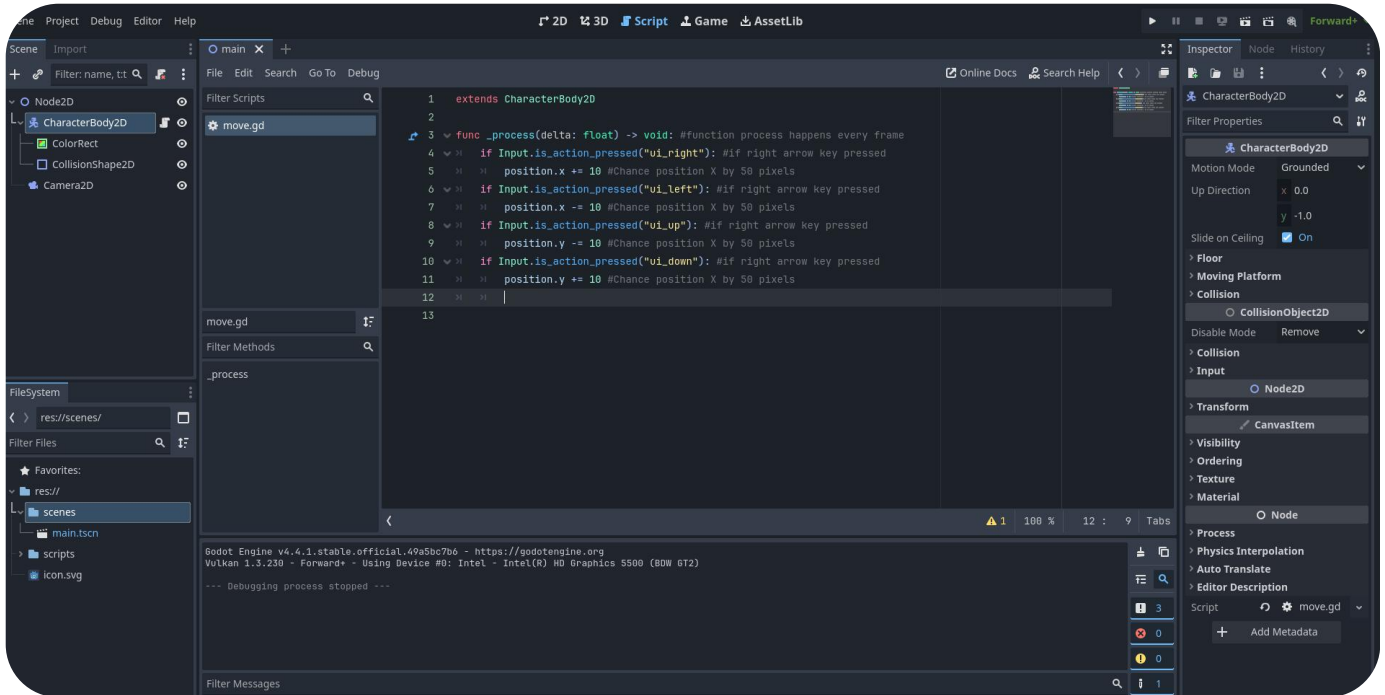 ene Project Debug Editor Help
2D 3D Script Game AssetLib
Forward+
Scene Import
Filter: name, t:t
Node2D
CharacterBody2D
ColorRect
CollisionShape2D
Camera2D
FileSystem
res://scenes/
Filter Files
Favorites:
res://
scenes
main.tscn
scripts
icon.svg
main
File Edit Search Go To Debug
Online Docs Search Help
Filter Scripts
move.gd
move.gd
Filter Methods
_process
1 extends CharacterBody2D
2
3 func _process(delta: float) -> void: #function process happens every frame
4 if Input.is_action_pressed("ui_right"): #if right arrow key pressed
5 position.x += 10 #Chance position X by 50 pixels
6 if Input.is_action_pressed("ui_left"): #if right arrow key pressed
7 position.x -= 10 #Chance position X by 50 pixels
8 if Input.is_action_pressed("ui_up"): #if right arrow key pressed
9 position.y -= 10 #Chance position X by 50 pixels
10 if Input.is_action_pressed("ui_down"): #if right arrow key pressed
11 position.y += 10 #Chance position X by 50 pixels
12
13
1 100 % 12 : 9 Tabs
Godot Engine v4.4.1.stable.official.49a5bc7b6 - https://godotengine.org
Vulkan 1.3.230 - Forward+ - Using Device #0: Intel - Intel(R) HD Graphics 5500 (BDW GT2)
--- Debugging process stopped ---
3
0
0
1
Filter Messages
Inspector Node History
CharacterBody2D
DOC
Filter Properties
CharacterBody2D
Motion Mode Grounded
Up Direction x 0.0
y -1.0
Slide on Ceiling On
Floor
Moving Platform
Collision
CollisionObject2D
Disable Mode Remove
Collision
Input
Node2D
Transform
CanvasItem
Visibility
Ordering
Texture
Material
Node
Process
Physics Interpolation
Auto Translate
Editor Description
Script move.gd
Add Metadata